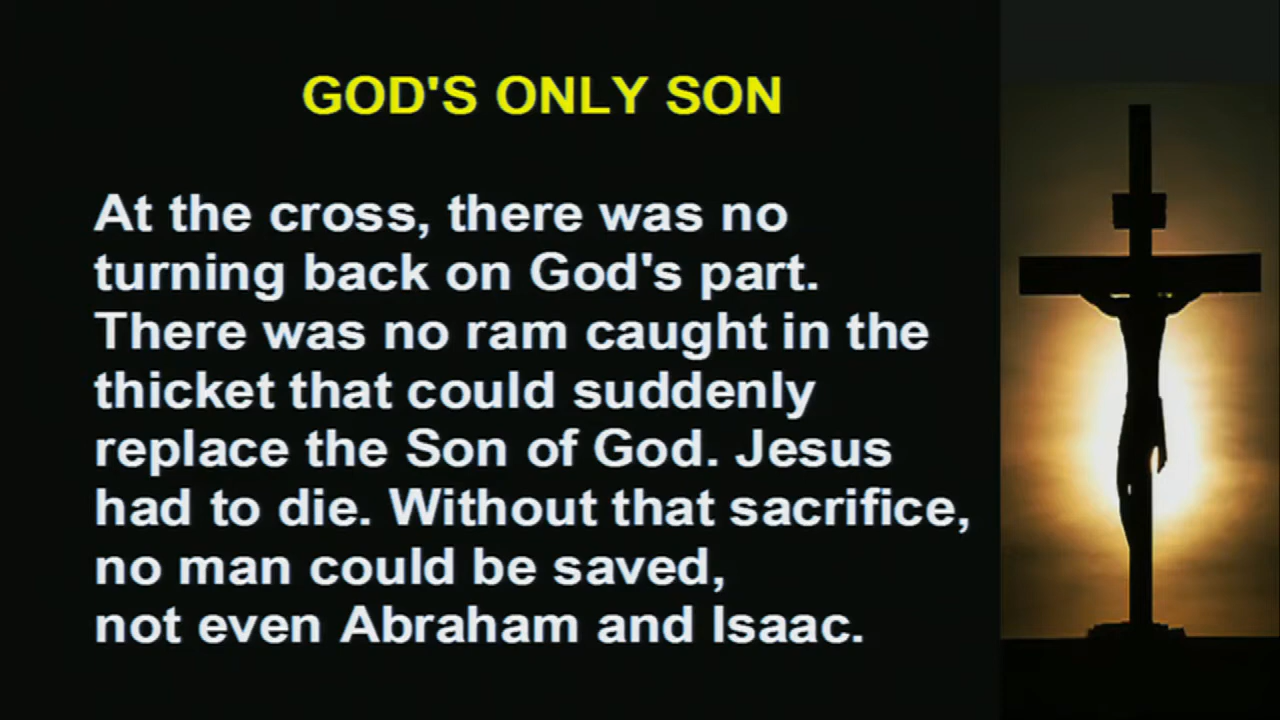 GOD'S ONLY SON
At the cross, there was no
turning back on God's part.
There was no ram caught in the
thicket that could suddenly
replace the Son of God. Jesus
had to die. Without that sacrifice,
no man could be saved,
not even Abraham and Isaac.